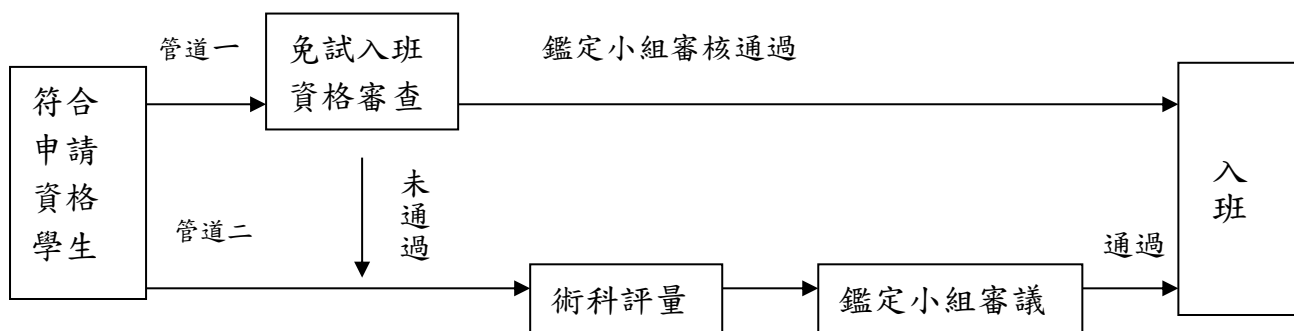 管道一
免試入班
資格審查
鑑定小組審核通過
符合
申請
資格
學生
未通過
管道二
入班
通過
術科評量
鑑定小組審議